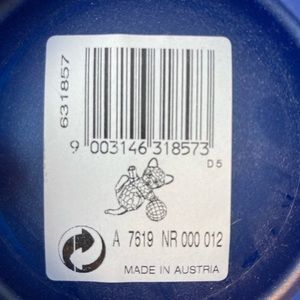 631857
9 003146 318573
D5
A 7619 NR 000 012
MADE IN AUSTRIA